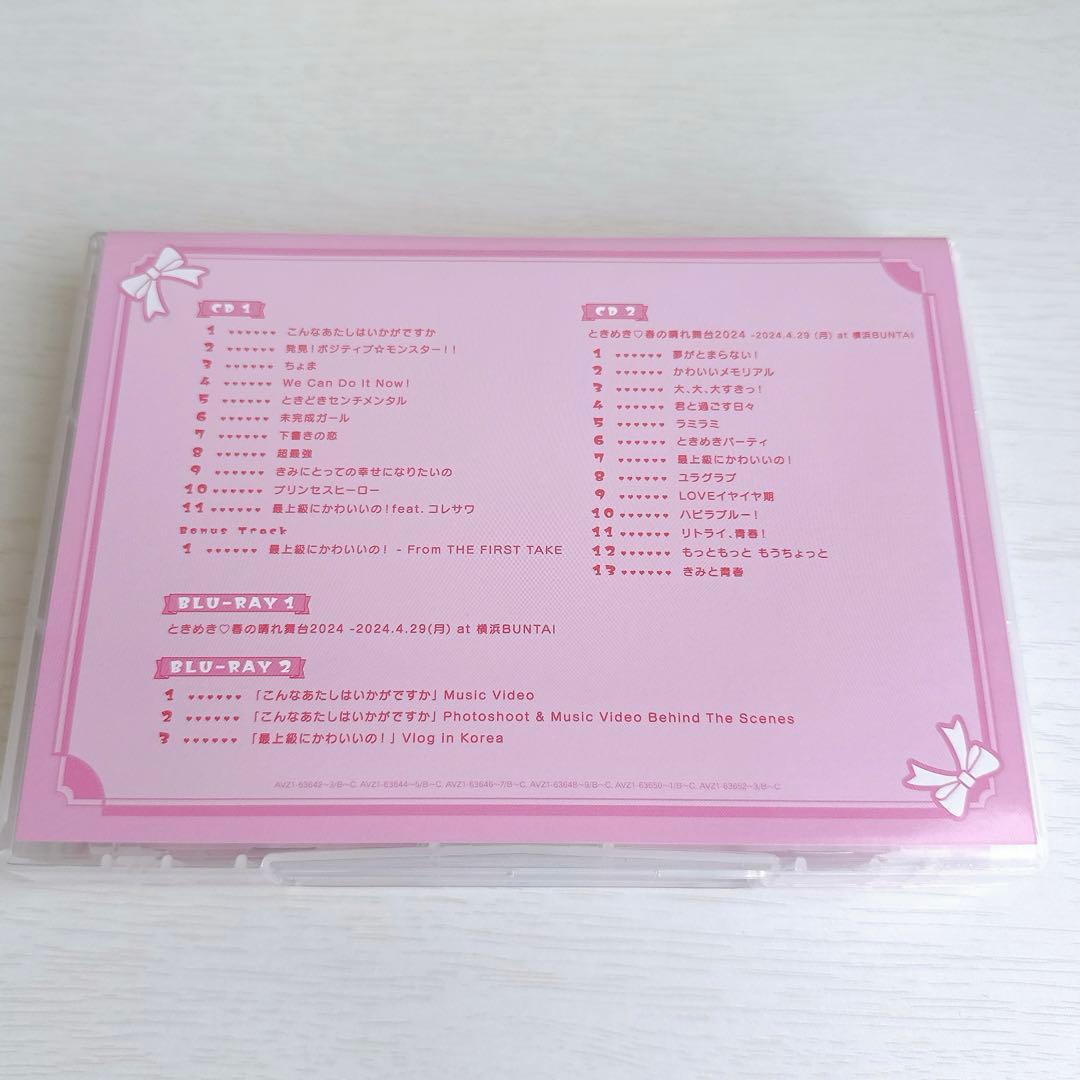 CD 1
1 ♥♥♥♥♥♥ こんなあたしはいかがですか
2 ♥♥♥♥♥♥ 発見!ポジティブ☆モンスター!!
3 ♥♥♥♥♥♥ ちょま
4 ♥♥♥♥♥♥ We Can Do It Now!
5 ♥♥♥♥♥♥ ときどきセンチメンタル
6 ♥♥♥♥♥♥ 未完成ガール
7 ♥♥♥♥♥♥ 下書きの恋
8 ♥♥♥♥♥♥ 超最強
9 ♥♥♥♥♥♥ きみにとっての幸せになりたいの
10 ♥♥♥♥♥♥ プリンセスヒーロー
11 ♥♥♥♥♥♥ 最上級にかわいいの!feat. コレサワ
Bonus Track
1 ♥♥♥♥♥♥ 最上級にかわいいの! - From THE FIRST TAKE
CD 2
ときめき♡春の晴れ舞台2024 -2024.4.29 (月) at 横浜BUNTAI
1 ♥♥♥♥♥♥ 夢がとまらない!
2 ♥♥♥♥♥♥ かわいいメモリアル
3 ♥♥♥♥♥♥ 大、大、大すきっ!
4 ♥♥♥♥♥♥ 君と過ごす日々
5 ♥♥♥♥♥♥ ラミラミ
6 ♥♥♥♥♥♥ ときめきパーティ
7 ♥♥♥♥♥♥ 最上級にかわいいの!
8 ♥♥♥♥♥♥ ユラグラブ
9 ♥♥♥♥♥♥ LOVEイヤイヤ期
10 ♥♥♥♥♥♥ ハピラブルー!
11 ♥♥♥♥♥♥ リトライ、青春!
12 ♥♥♥♥♥♥ もっともっと もうちょっと
13 ♥♥♥♥♥♥ きみと青春
BLU-RAY 1
ときめき♡春の晴れ舞台2024 -2024.4.29(月) at 横浜BUNTAI
BLU-RAY 2
1 ♥♥♥♥♥♥ 「こんなあたしはいかがですか」 Music Video
2 ♥♥♥♥♥♥ 「こんなあたしはいかがですか」 Photoshoot & Music Video Behind The Scenes
3 ♥♥♥♥♥♥ 「最上級にかわいいの!」 Vlog in Korea
AVZ1-63642~3/B~C, AVZ1-63644~5/B~C, AVZ1-63646~7/B~C, AVZ1-63648~9/B~C, AVZ1-63650~1/B~C, AVZ1-63652~3/B~C